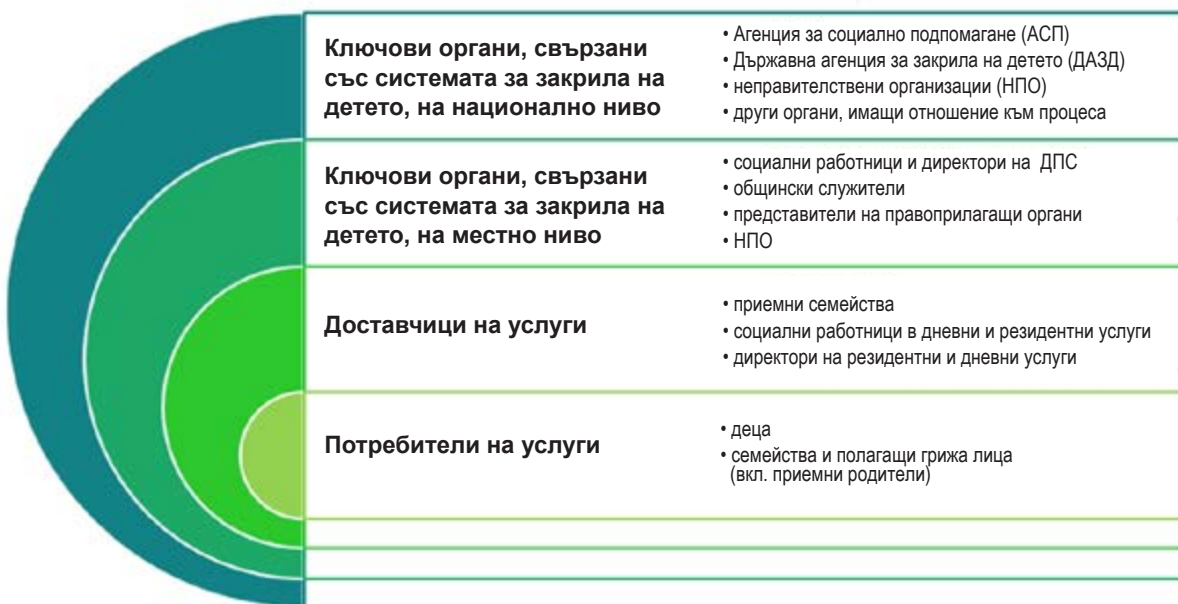 Ключови органи, свързани
със системата за закрила на
детето, на национално ниво
• Агенция за социално подпомагане (АСП)
• Държавна агенция за закрила на детето (ДАЗД)
• неправителствени организации (НПО)
• други органи, имащи отношение към процеса
Ключови органи, свързани
със системата за закрила на
детето, на местно ниво
• социални работници и директори на ДПС
• общински служители
• представители на правоприлагащи органи
• НПО
Доставчици на услуги
• приемни семейства
• социални работници в дневни и резидентни услуги
• директори на резидентни и дневни услуги
Потребители на услуги
• деца
• семейства и полагащи грижа лица
(вкл. приемни родители)